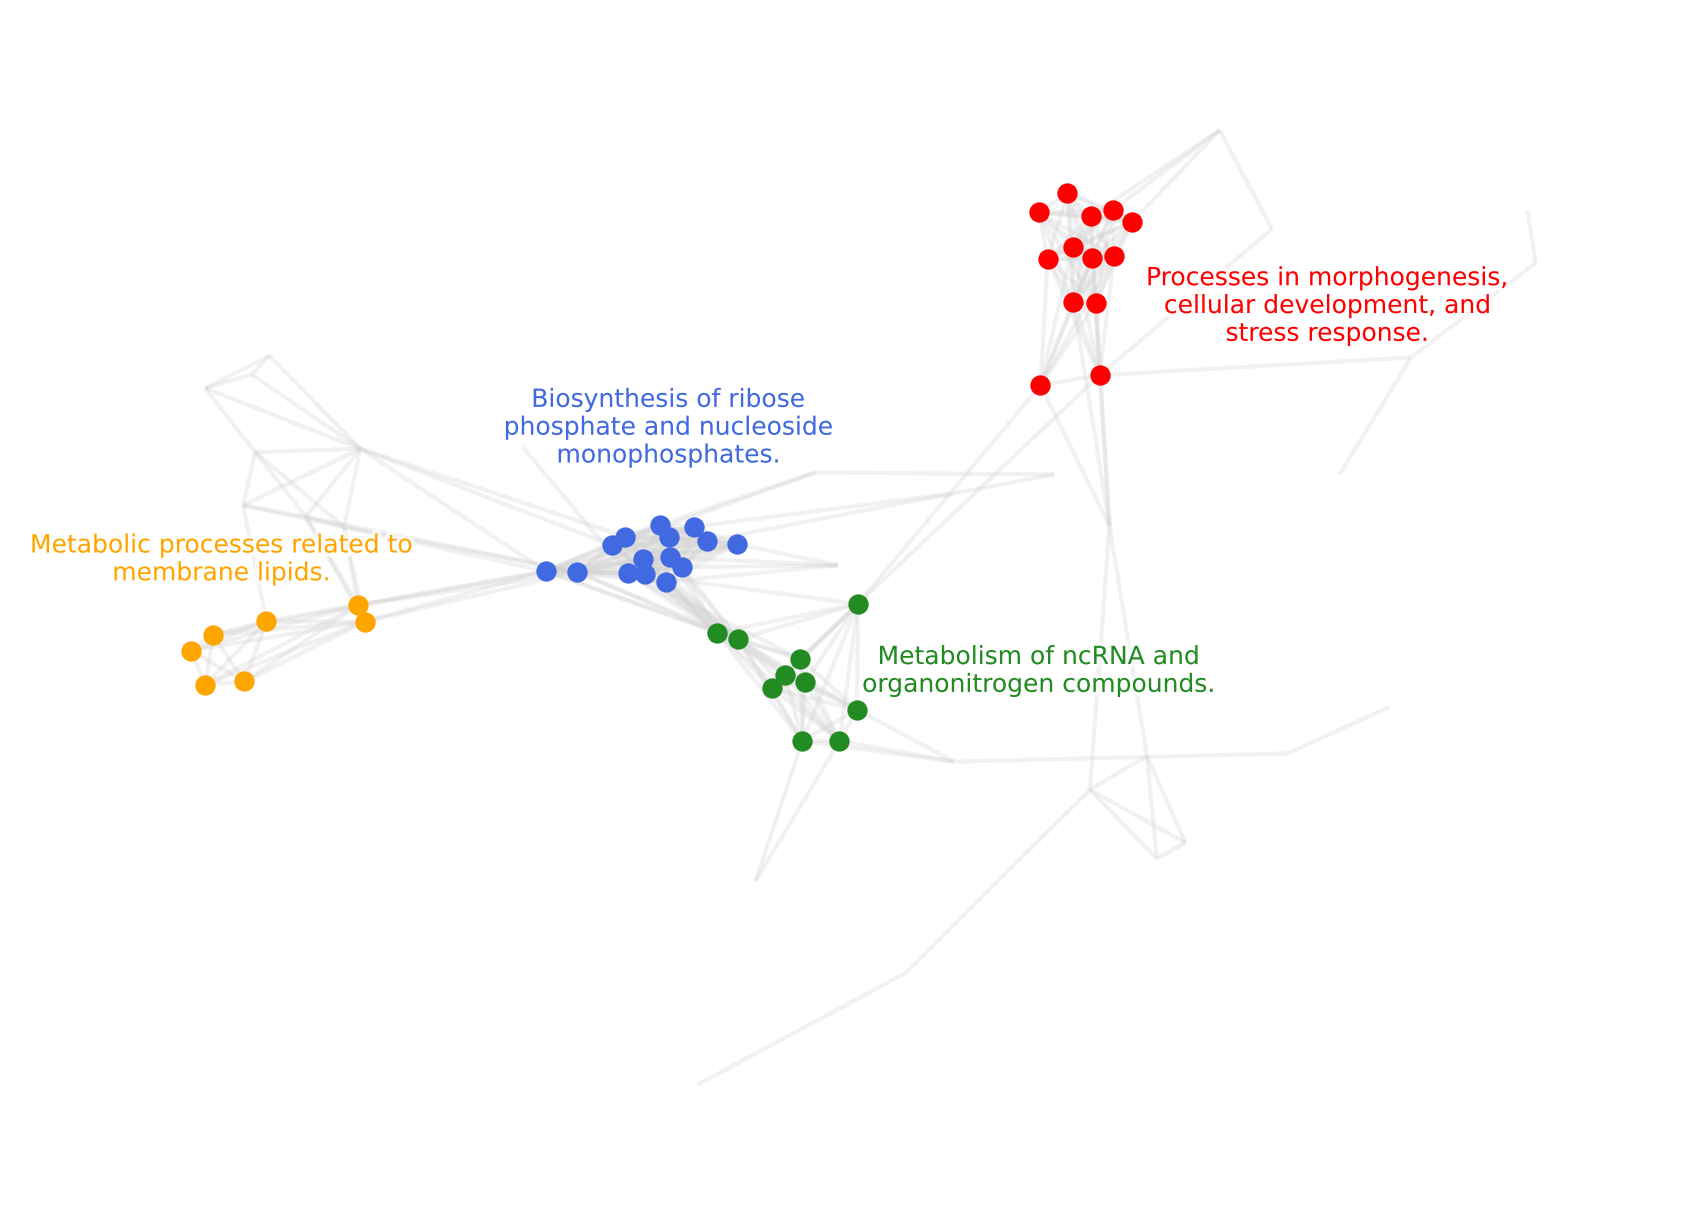 Processes in morphogenesis,
cellular development, and
stress response.
Biosynthesis of ribose
phosphate and nucleoside
monophosphates.
Metabolic processes related to
membrane lipids.
Metabolism of ncRNA and
organonitrogen compounds.